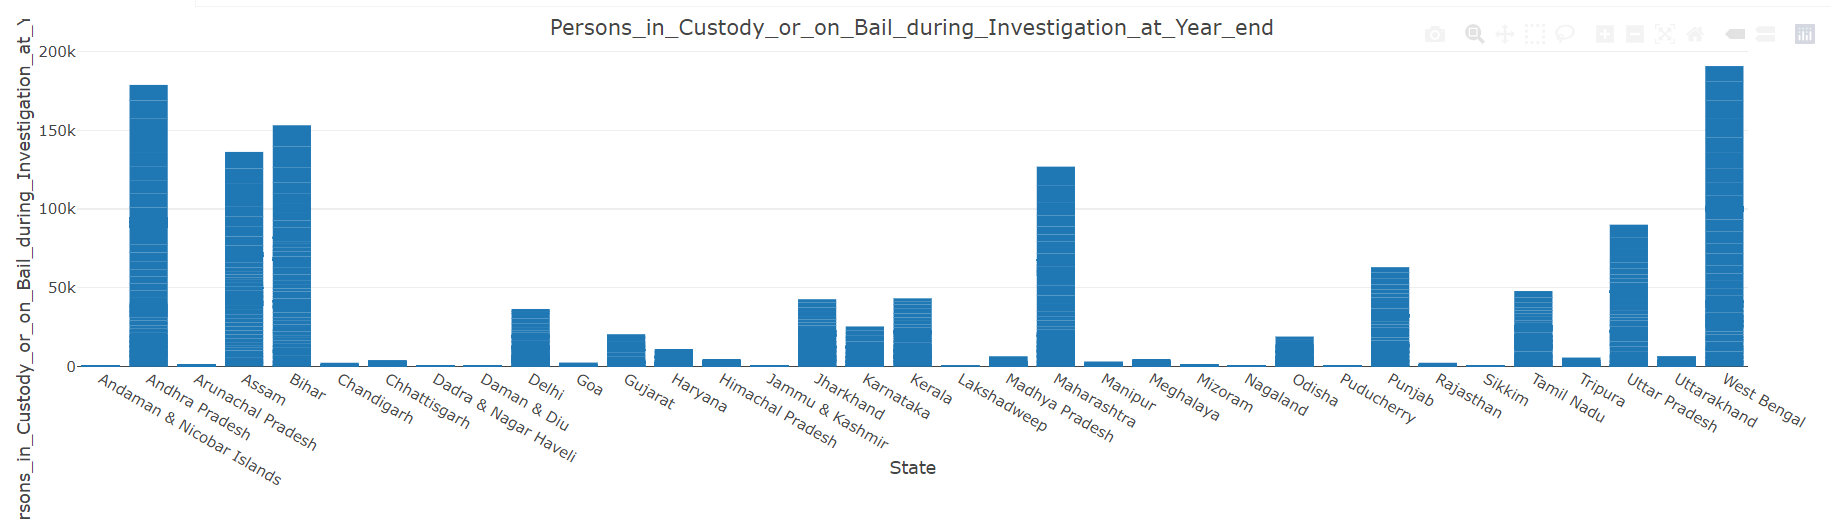 Persons_in_Custody_or_on_Bail_during_Investigation_at_Year_end
rsons_in_Custody_or_on_Bail_during_Investigation_at_Y
200k
150k
100k
50k
0
Andaman & Nicobar Islands
Andhra Pradesh
Arunachal Pradesh
Assam
Bihar
Chandigarh
Chhattisgarh
Dadra & Nagar Haveli
Daman & Diu
Delhi
Goa
Gujarat
Haryana
Himachal Pradesh
Jammu & Kashmir
Jharkhand
Karnataka
Kerala
Lakshadweep
Madhya Pradesh
Maharashtra
Manipur
Meghalaya
Mizoram
Nagaland
Odisha
Puducherry
Punjab
Rajasthan
Sikkim
Tamil Nadu
Tripura
Uttar Pradesh
Uttarakhand
West Bengal
State